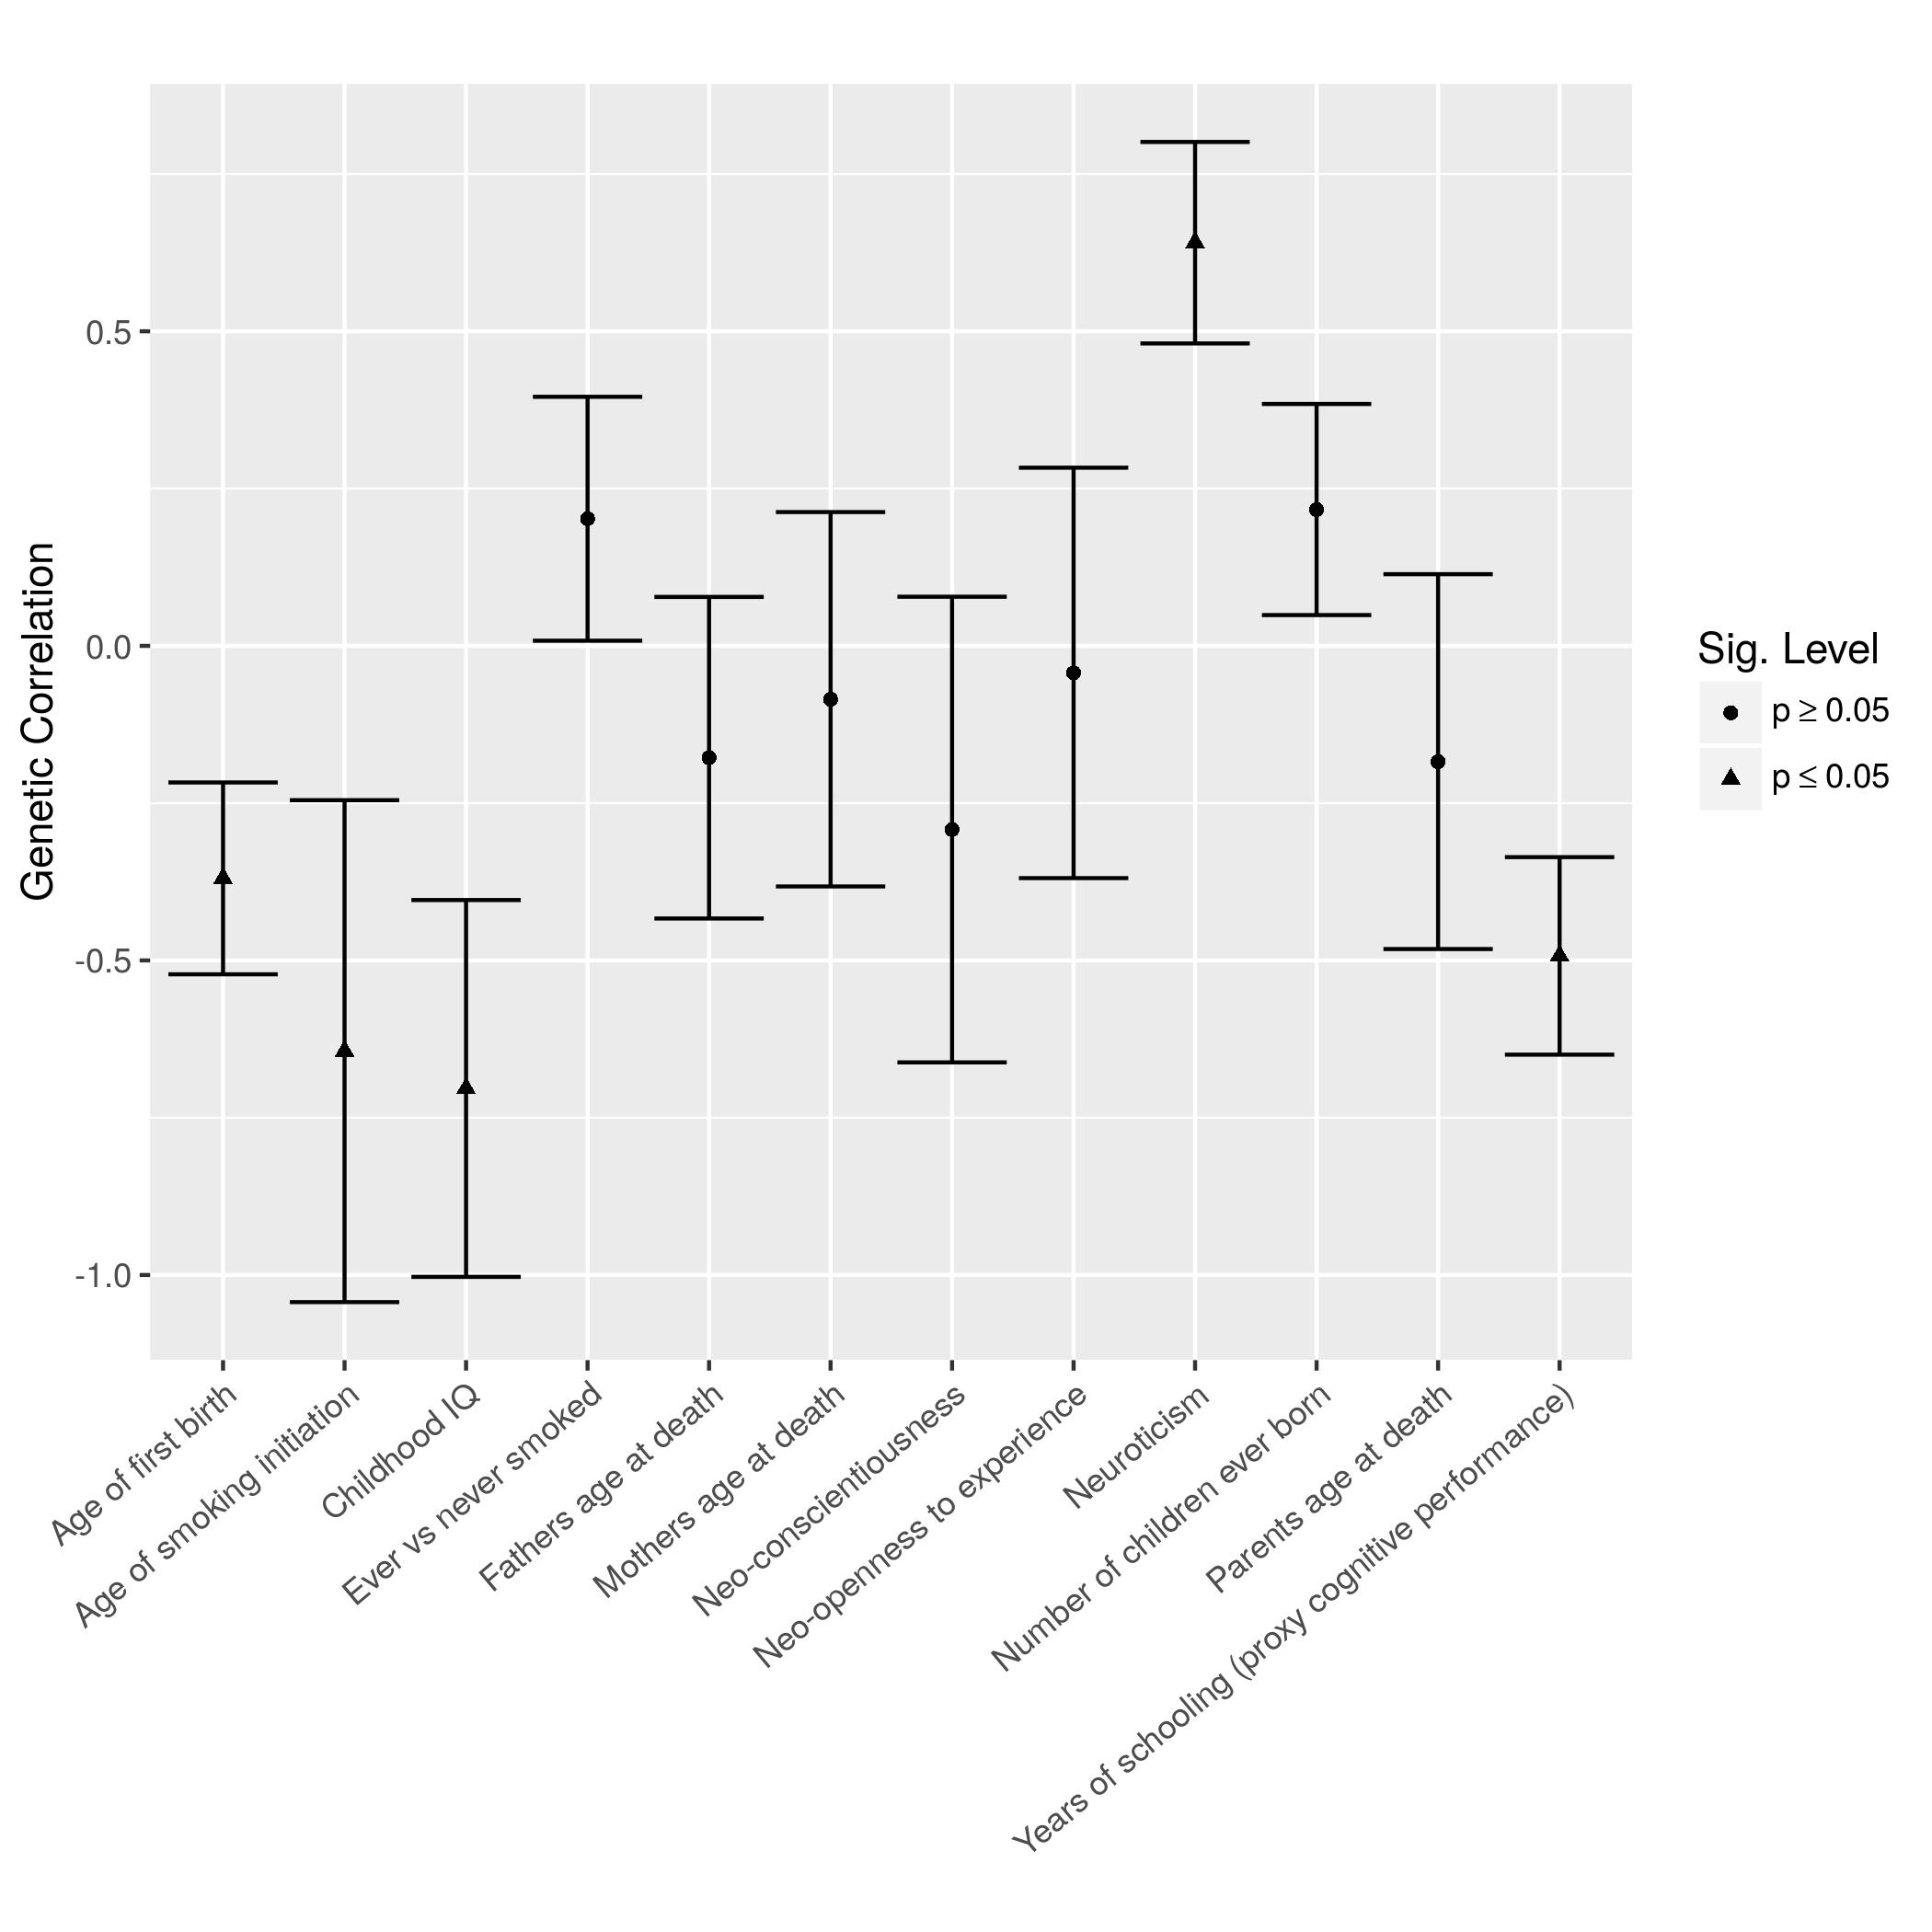 Genetic Correlation
0.5
0.0
-0.5
-1.0
Age of first birth
Age of smoking initiation
Childhood IQ
Ever vs never smoked
Fathers age at death
Mothers age at death
Neo-conscientiousness
Neo-openness to experience
Neuroticism
Number of children ever born
Parents age at death
Years of schooling (proxy cognitive performance)
Sig. Level
p ≥ 0.05
p ≤ 0.05